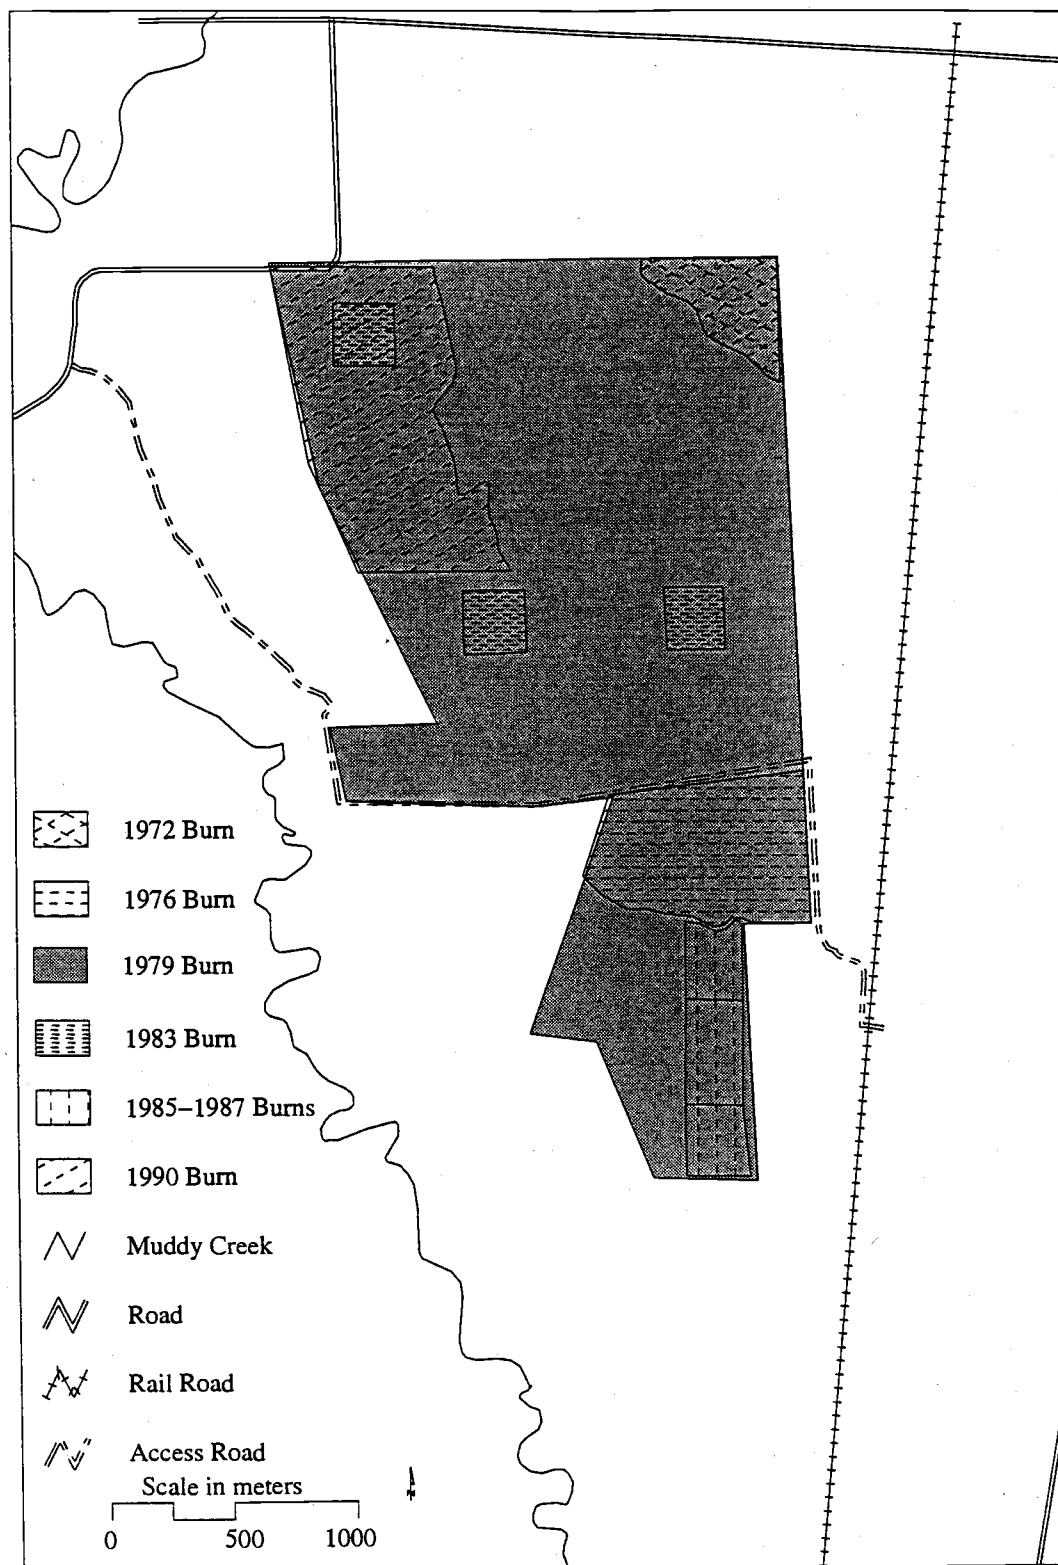 1972 Burn
1976 Burn
1979 Burn
1983 Burn
1985–1987 Burns
1990 Burn
Muddy Creek
Road
Rail Road
Access Road
Scale in meters
0 500 1000